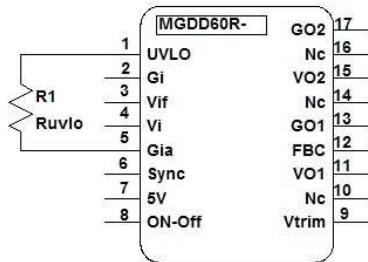 MGDD60R-
1 UVLO
2 Gi
3 Vif
4 Vi
5 Gia
6 Sync
7 5V
8 ON-Off
R1
Ruvlo
GO2 17
Nc 16
VO2 15
Nc 14
GO1 13
FBC 12
VO1 11
Nc 10
Vtrim 9